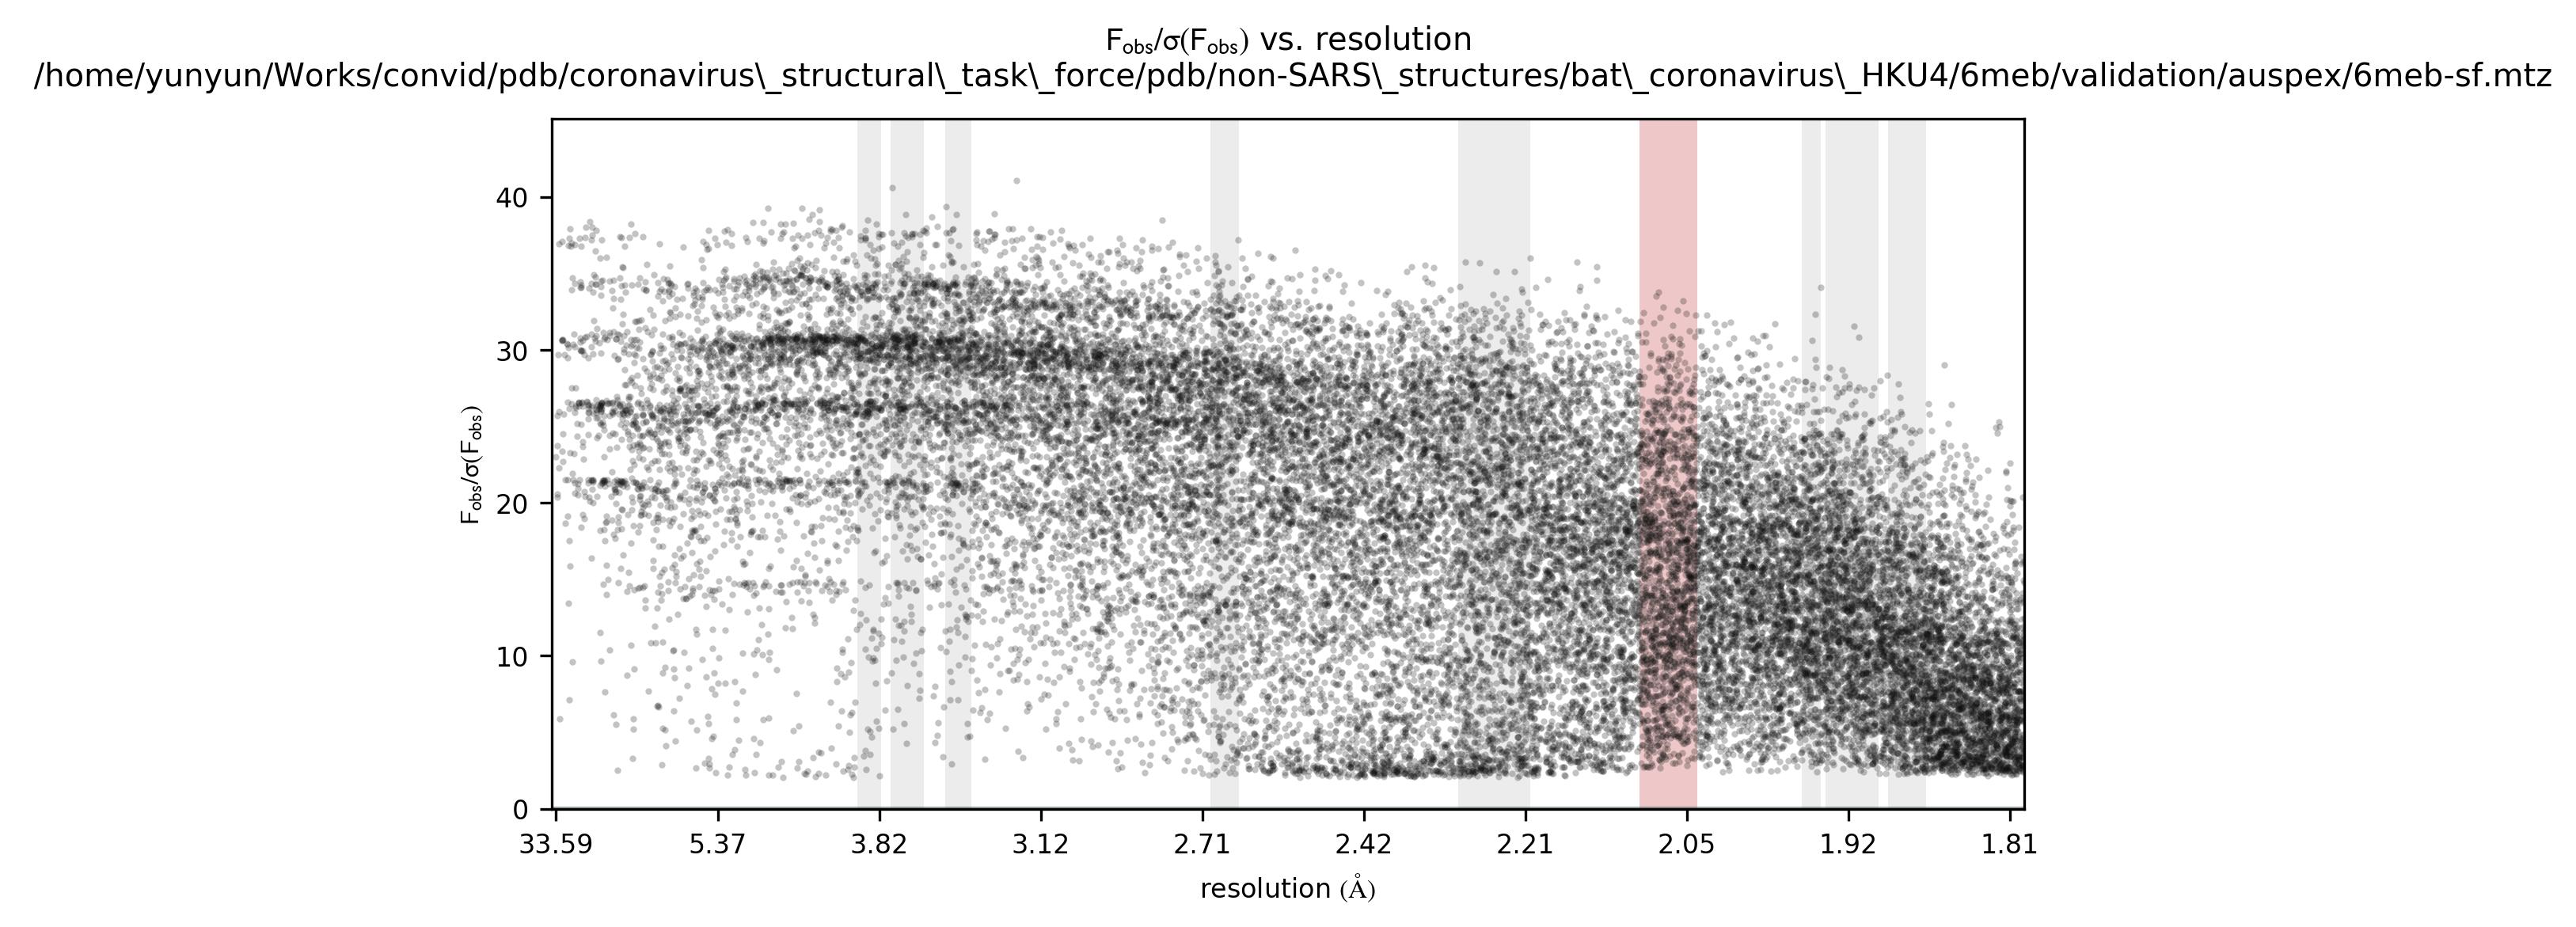 Fobs/σ(Fobs) vs. resolution
/home/yunyun/Works/convid/pdb/coronavirus\_structural\_task\_force/pdb/non-SARS\_structures/bat\_coronavirus\_HKU4/6meb/validation/auspex/6meb-sf.mtz
40
30
20
10
0
Fobs/σ(Fobs)
33.59 5.37 3.82 3.12 2.71 2.42 2.21 2.05 1.92 1.81
resolution (Å)